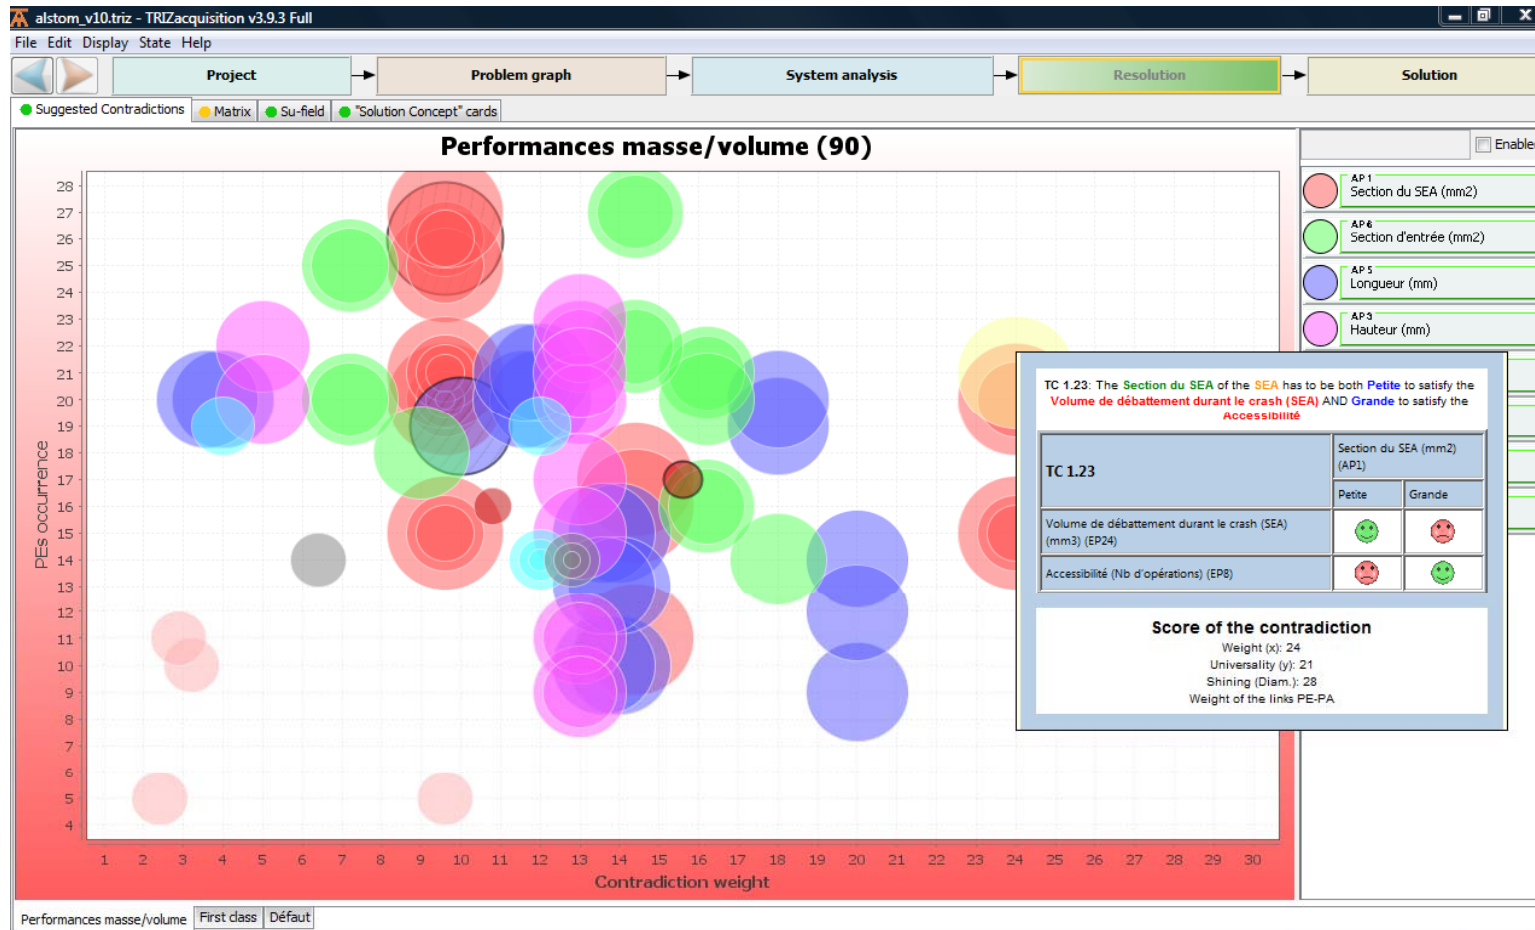 alstom_v10.triz - TRIZacquisition v3.9.3 Full
File Edit Display State Help
Project
Problem graph
System analysis
Resolution
Solution
Suggested Contradictions
Matrix
Su-field
"Solution Concept" cards
Performances masse/volume (90)
Enable
AP 1
Section du SEA (mm2)
AP 6
Section d'entrée (mm2)
AP 5
Longueur (mm)
AP 3
Hauteur (mm)
28
27
26
25
24
23
22
21
20
19
18
17
16
15
14
13
12
11
10
9
8
7
6
5
4
PEs occurrence
1 2 3 4 5 6 7 8 9 10 11 12 13 14 15 16 17 18 19 20 21 22 23 24 25 26 27 28 29 30
Contradiction weight
TC 1.23: The Section du SEA of the SEA has to be both Petite to satisfy the
Volume de débattement durant le crash (SEA) AND Grande to satisfy the
Accessibilité
TC 1.23
Section du SEA (mm2)
(AP1)
Petite
Grande
Volume de débattement durant le crash (SEA)
(mm3) (EP24)
Accessibilité (Nb d'opérations) (EP8)
Score of the contradiction
Weight (x): 24
Universality (y): 21
Shining (Diam.): 28
Weight of the links PE-PA
Performances masse/volume
First class
Défaut